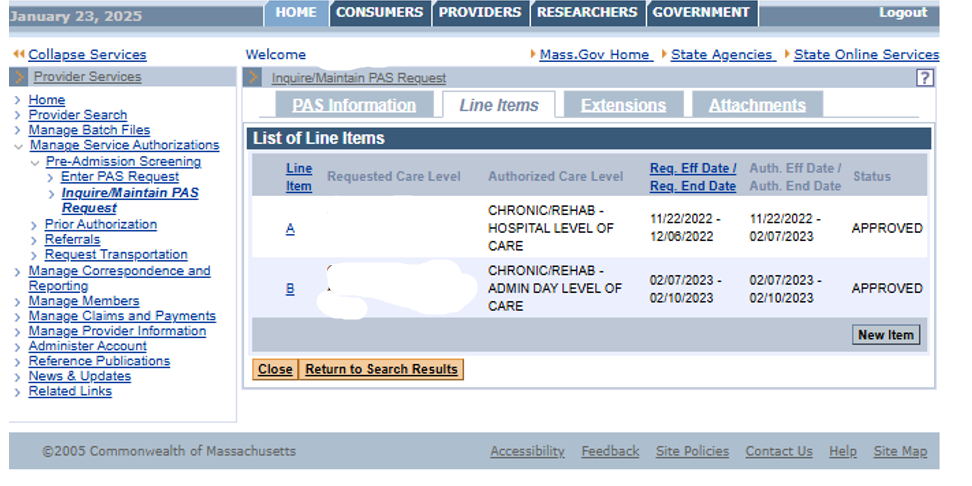 January 23, 2025
HOME CONSUMERS PROVIDERS RESEARCHERS GOVERNMENT Logout
Collapse Services
Provider Services
Home
Provider Search
Manage Batch Files
Manage Service Authorizations
Pre-Admission Screening
Enter PAS Request
Inquire/Maintain PAS
Request
Prior Authorization
Referrals
Request Transportation
Manage Correspondence and
Reporting
Manage Members
Manage Claims and Payments
Manage Provider Information
Administer Account
Reference Publications
News & Updates
Related Links
Welcome
Mass.Gov Home State Agencies State Online Services
Inquire/Maintain PAS Request ?
PAS Information Line Items Extensions Attachments
List of Line Items
Line
Item
Requested Care Level
Authorized Care Level
Req. Eff Date /
Req. End Date
Auth. Eff Date /
Auth. End Date
Status
A
CHRONIC/REHAB -
HOSPITAL LEVEL OF
CARE
11/22/2022 -
12/06/2022
11/22/2022 -
02/07/2023
APPROVED
B
CHRONIC/REHAB -
ADMIN DAY LEVEL OF
CARE
02/07/2023 -
02/10/2023
02/07/2023 -
02/10/2023
APPROVED
New Item
Close Return to Search Results
©2005 Commonwealth of Massachusetts
Accessibility Feedback Site Policies Contact Us Help Site Map